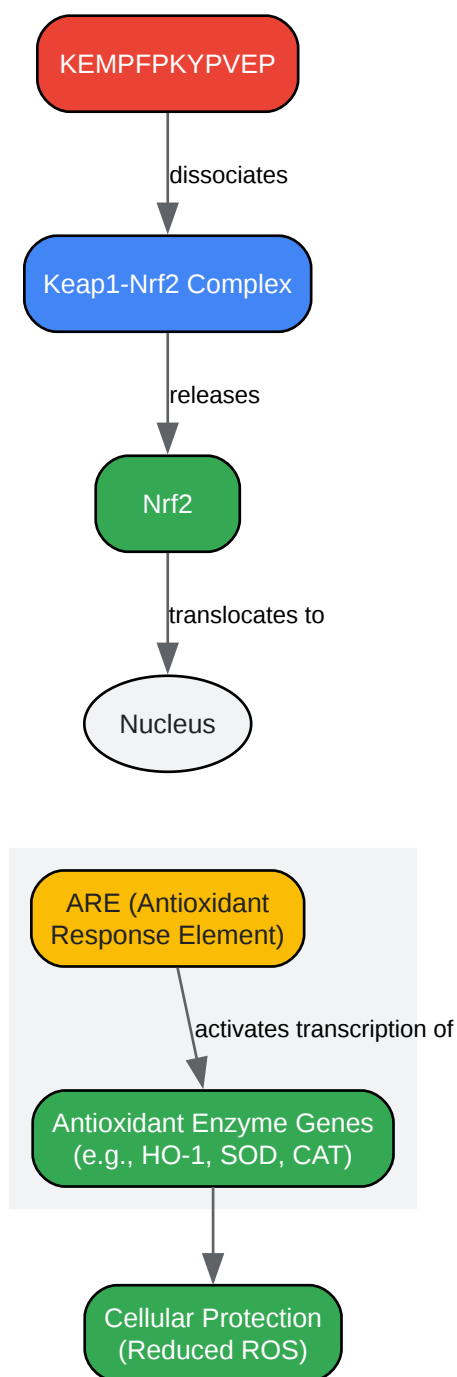 KEMPFPKYPVEP
dissociates
Keap1-Nrf2 Complex
releases
Nrf2
translocates to
Nucleus
ARE (Antioxidant
Response Element)
activates transcription of
Antioxidant Enzyme Genes
(e.g., HO-1, SOD, CAT)
Cellular Protection
(Reduced ROS)